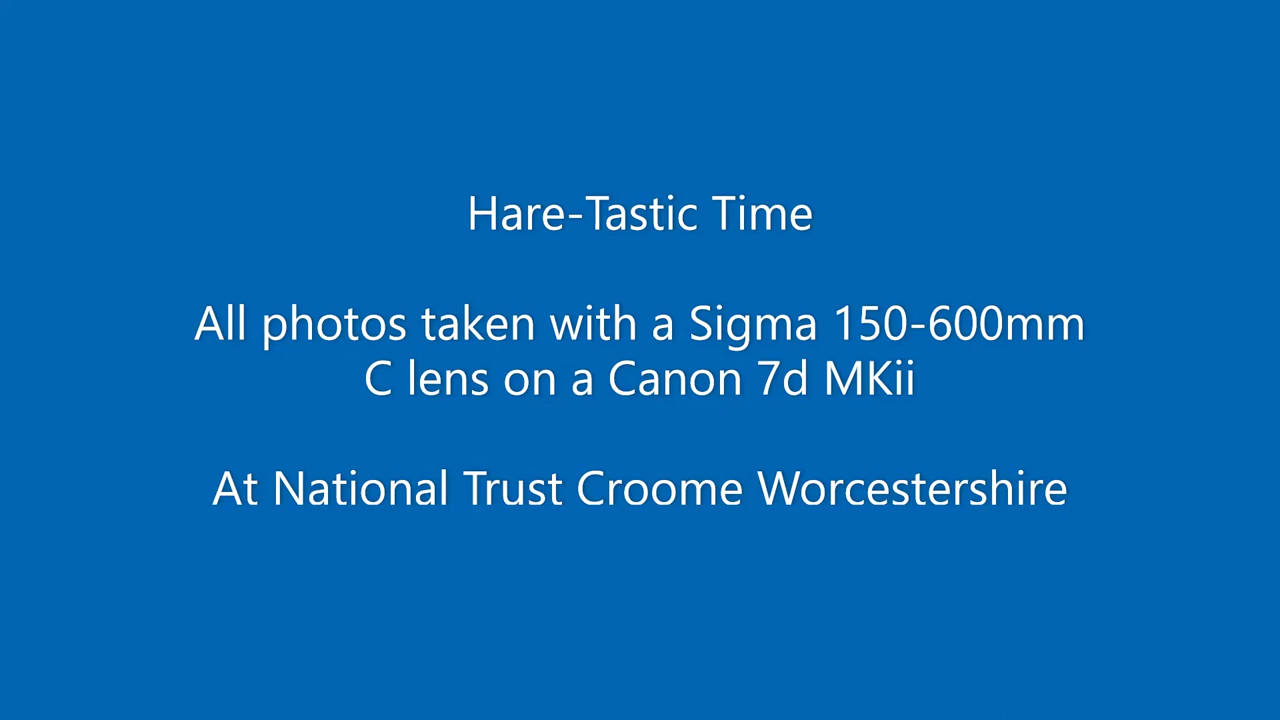 Hare-Tastic Time
All photos taken with a Sigma 150-600mm
C lens on a Canon 7d MKii
At National Trust Croome Worcestershire